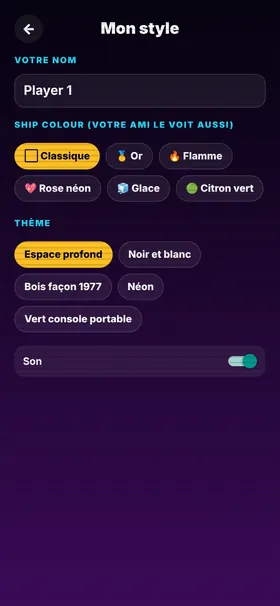 Mon style
VOTRE NOM
Player 1
SHIP COLOUR (VOTRE AMI LE VOIT AUSSI)
Classique
Or
Flamme
Rose néon
Glace
Citron vert
THÈME
Espace profond
Noir et blanc
Bois façon 1977
Néon
Vert console portable
Son